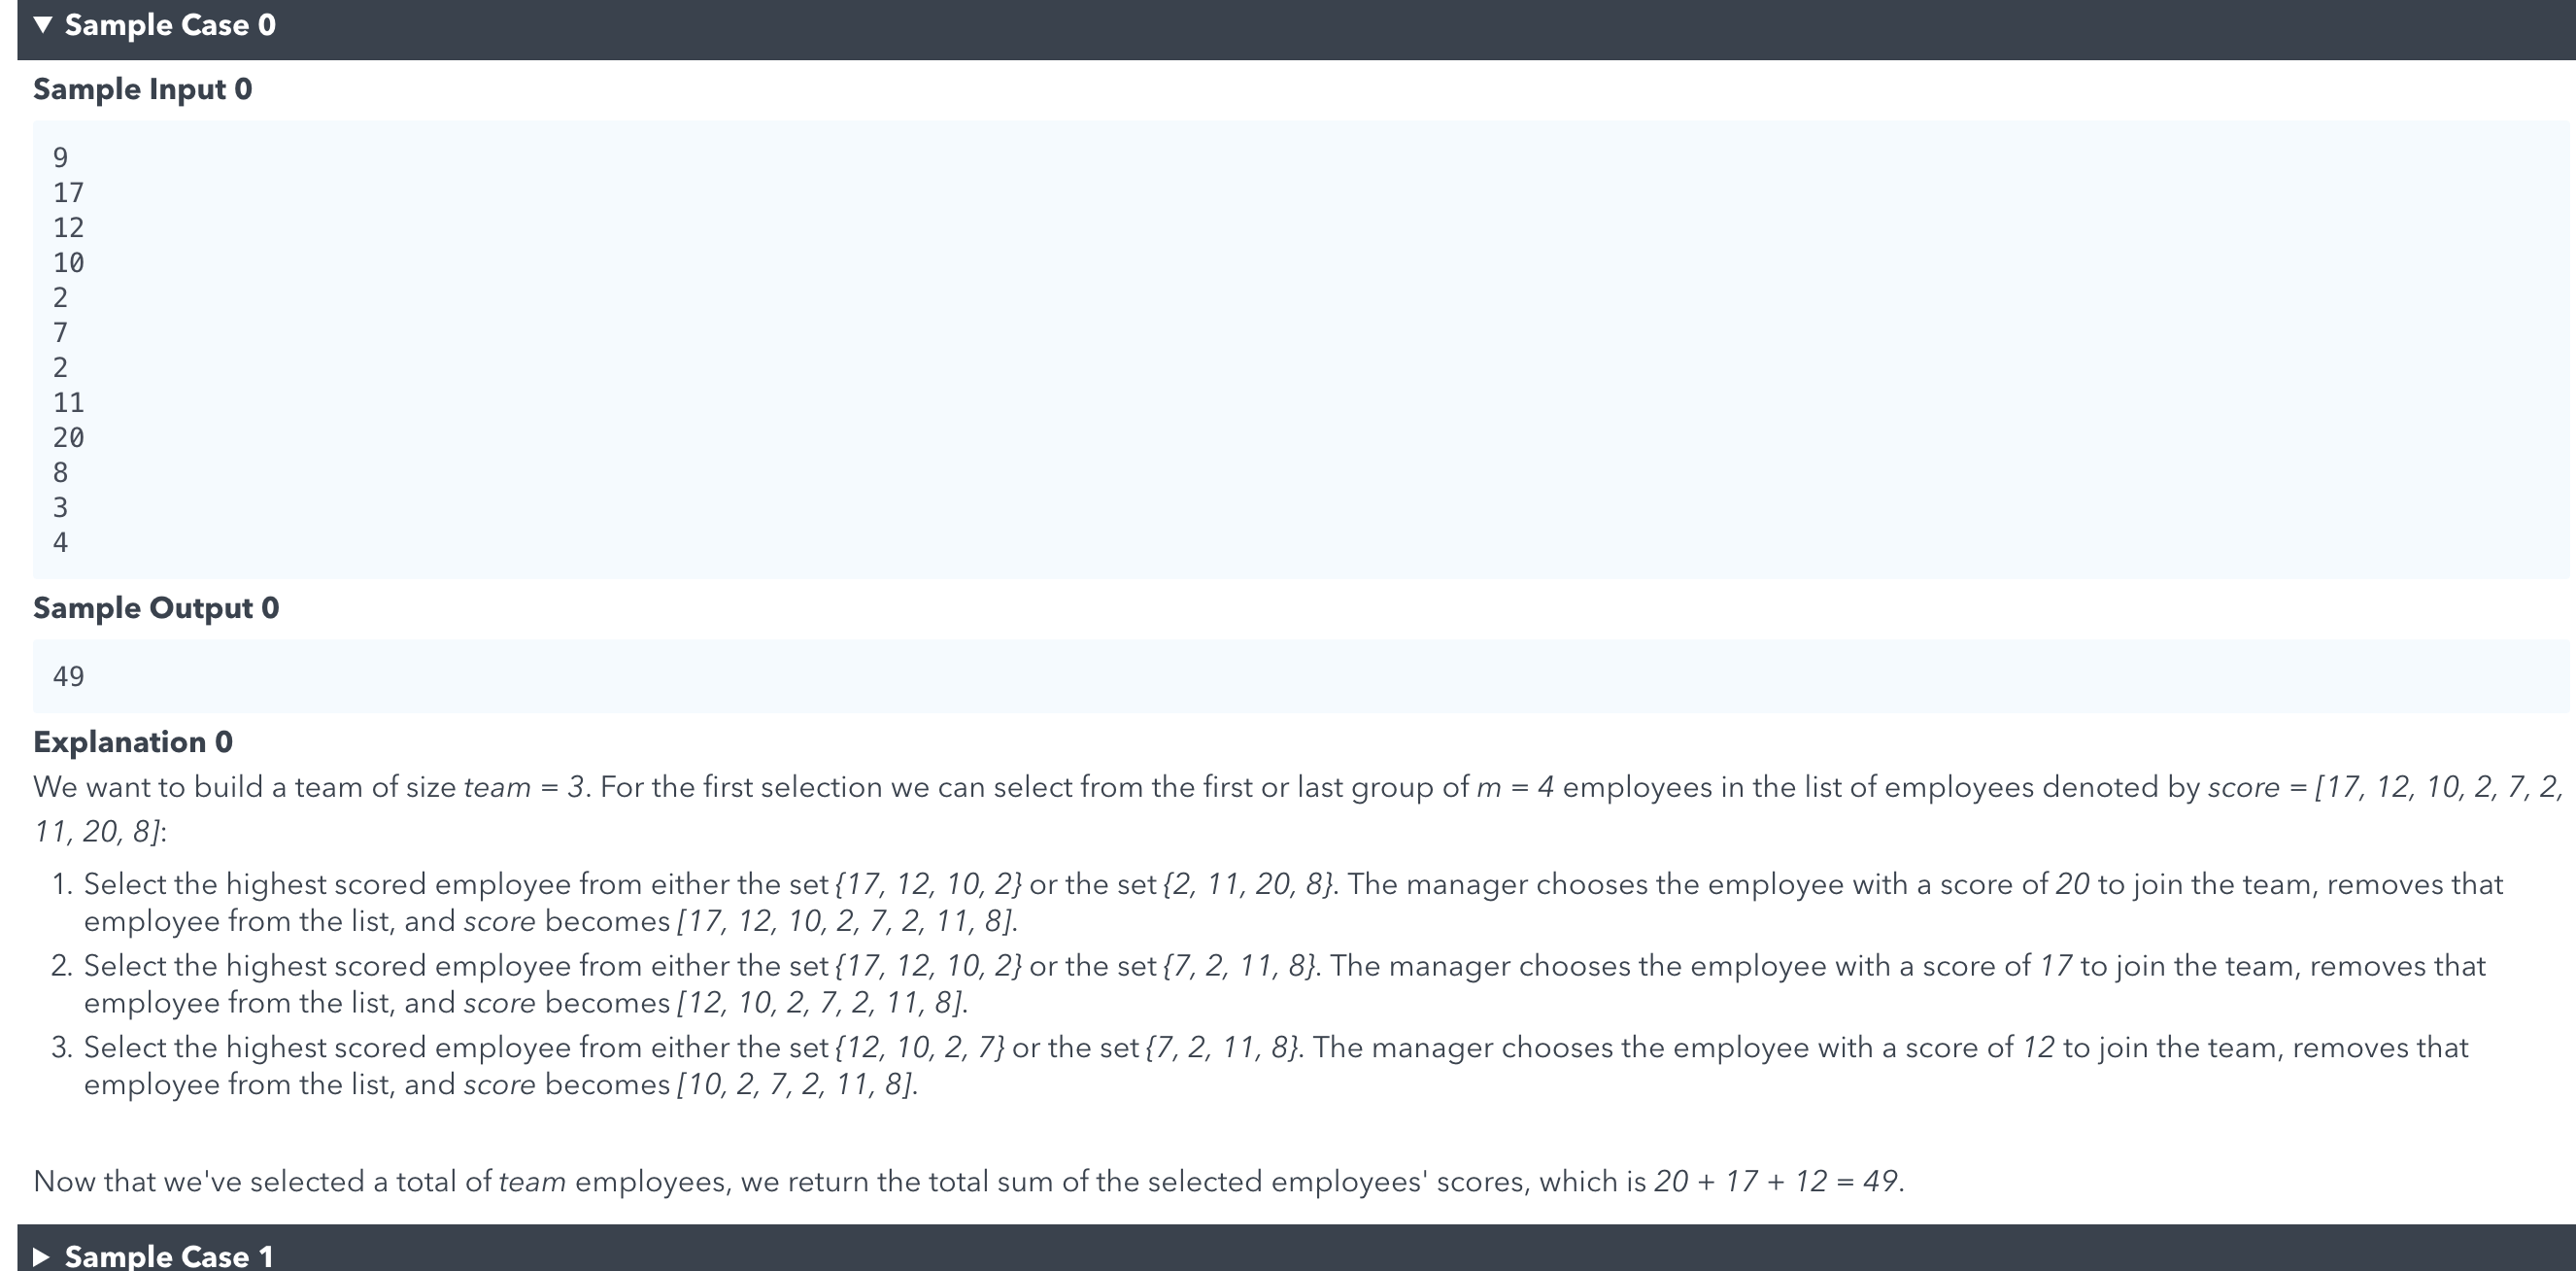 ▼ Sample Case 0
Sample Input 0
9
17
12
10
2
7
2
11
20
8
3
4
Sample Output 0
49
Explanation 0
We want to build a team of size team = 3. For the first selection we can select from the first or last group of m = 4 employees in the list of employees denoted by score = [17, 12, 10, 2, 7, 2,
11, 20, 8]:
1. Select the highest scored employee from either the set {17, 12, 10, 2} or the set {2, 11, 20, 8}. The manager chooses the employee with a score of 20 to join the team, removes that
employee from the list, and score becomes [17, 12, 10, 2, 7, 2, 11, 8].
2. Select the highest scored employee from either the set {17, 12, 10, 2} or the set {7, 2, 11, 8}. The manager chooses the employee with a score of 17 to join the team, removes that
employee from the list, and score becomes [12, 10, 2, 7, 2, 11, 8].
3. Select the highest scored employee from either the set {12, 10, 2, 7} or the set {7, 2, 11, 8}. The manager chooses the employee with a score of 12 to join the team, removes that
employee from the list, and score becomes [10, 2, 7, 2, 11, 8].
Now that we've selected a total of team employees, we return the total sum of the selected employees' scores, which is 20 + 17 + 12 = 49.
▶ Sample Case 1